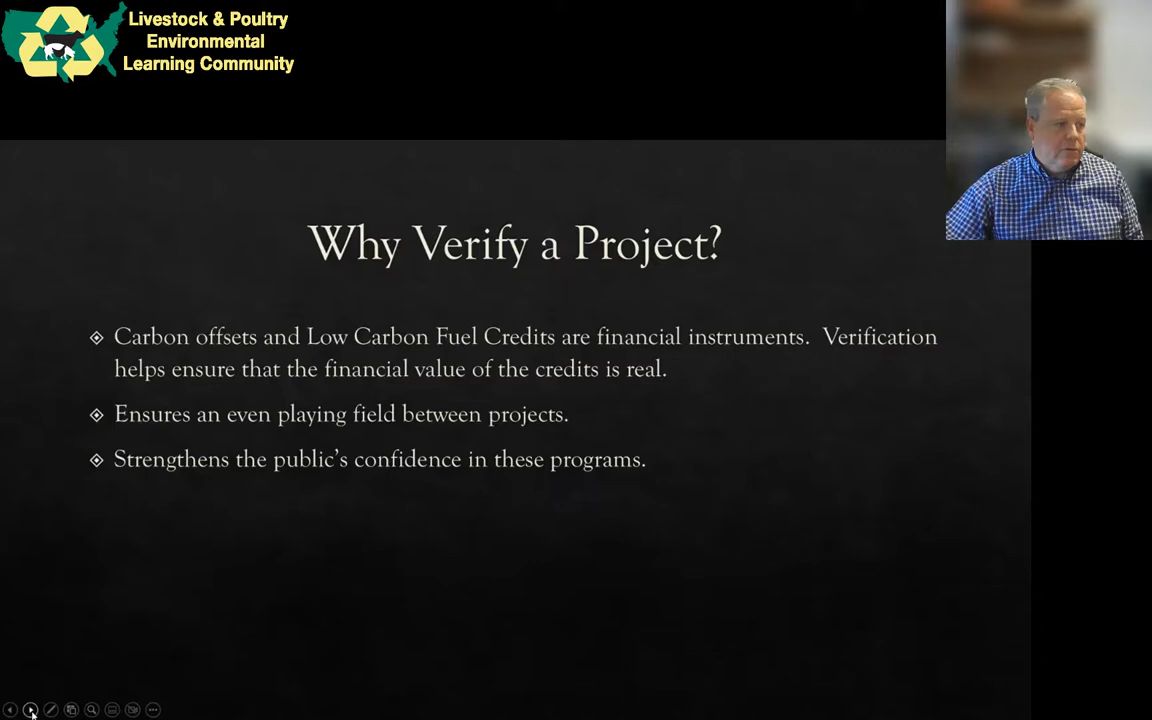 Livestock & Poultry
Environmental
Learning Community
Why Verify a Project?
Carbon offsets and Low Carbon Fuel Credits are financial instruments.  Verification
helps ensure that the financial value of the credits is real.
Ensures an even playing field between projects.
Strengthens the public’s confidence in these programs.